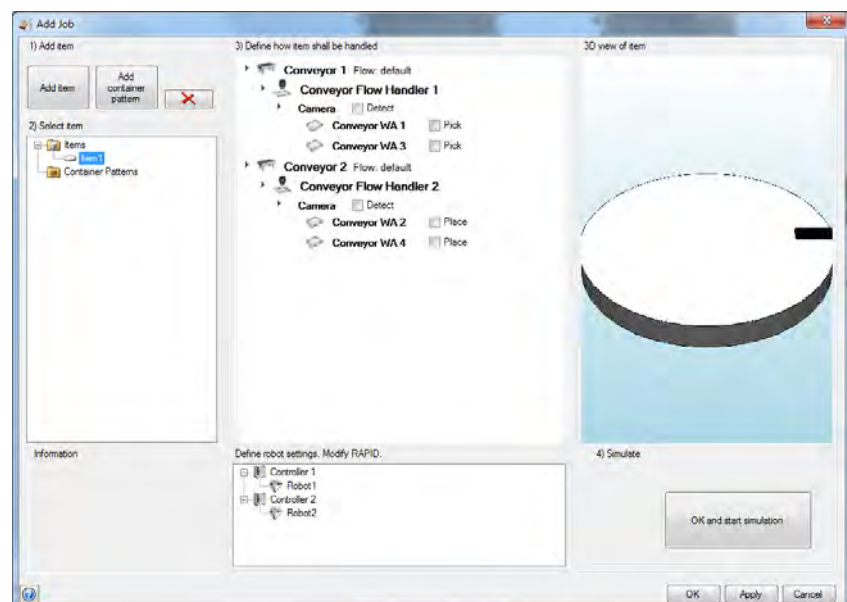 Add Job
1) Add item
Add item
Add container pattern
2) Select item
Items
Item1
Container Patterns
Information
3) Define how item shall be handled
Conveyor 1 Flow: default
Conveyor Flow Handler 1
Camera Detect
Conveyor WA 1 Pick
Conveyor WA 3 Pick
Conveyor 2 Flow: default
Conveyor Flow Handler 2
Camera Detect
Conveyor WA 2 Place
Conveyor WA 4 Place
Define robot settings. Modify RAPID.
Controller 1
Robot1
Controller 2
Robot2
3D view of item
4) Simulate
OK and start simulation
OK Apply Cancel